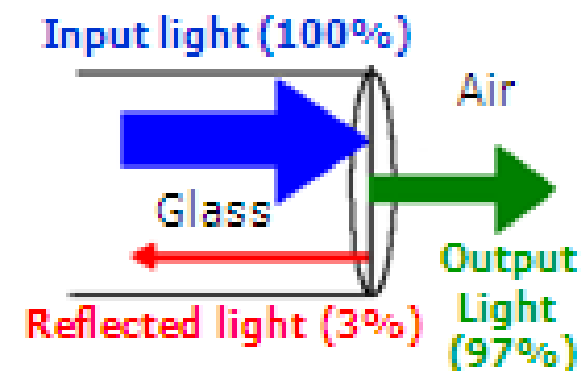 Input light (100%)
Air
Glass
Output
Light
(97%)
Reflected light (3%)